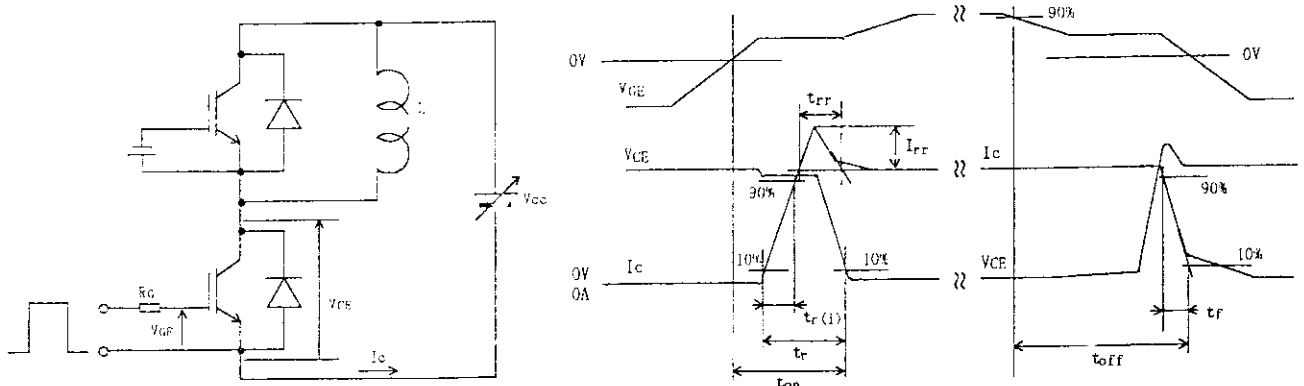 L
Vcc
RG
VGE
VCE
Ic
0V
VGE
trr
Irr
VCE
90%
10%
10%
0V
0A
Ic
tr(i)
tr
ton
90%
0V
Ic
90%
VCE
10%
tf
toff